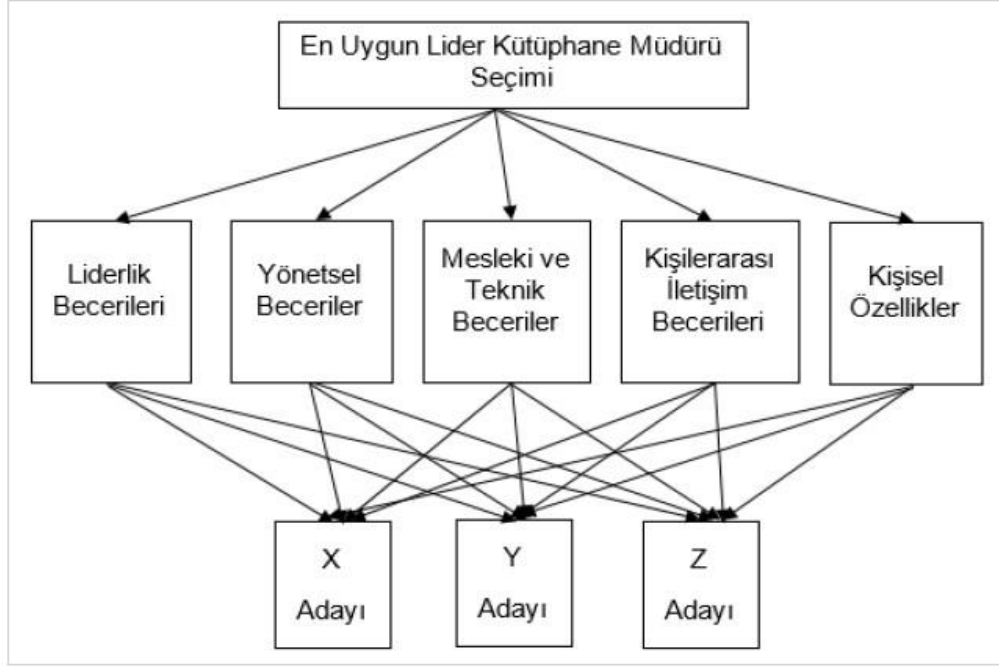 En Uygun Lider Kütüphane Müdürü
Seçimi
Liderlik
Becerileri
Yönetsel
Beceriler
Mesleki ve
Teknik
Beceriler
Kişilerarası
İletişim
Becerileri
Kişisel
Özellikler
X
Adayı
Y
Adayı
Z
Adayı